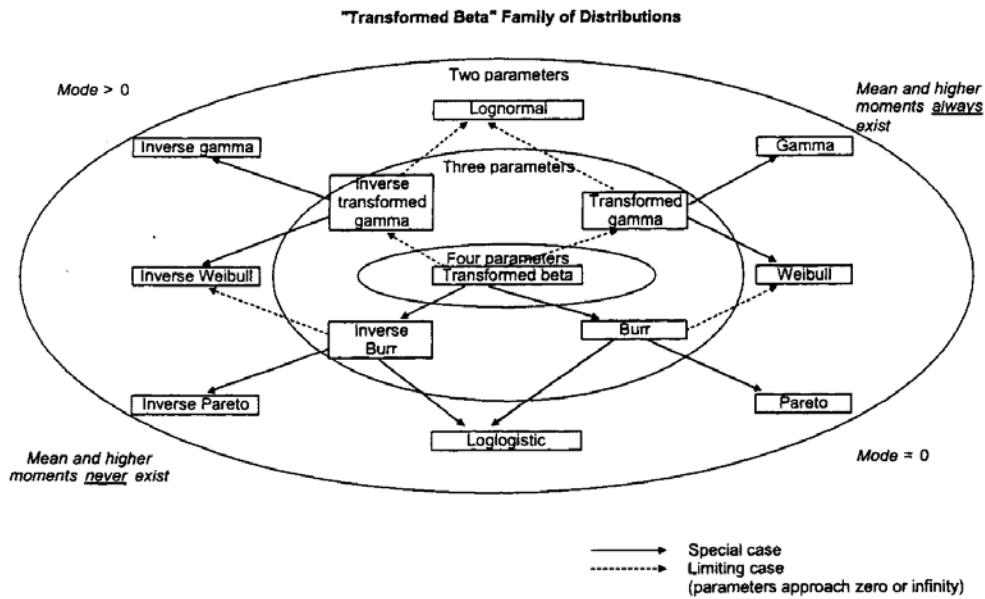 "Transformed Beta" Family of Distributions
Two parameters
Mode > 0
Mean and higher
moments always
exist
Lognormal
Inverse gamma
Gamma
Three parameters
Inverse
transformed
gamma
Transformed
gamma
Four parameters
Transformed beta
Inverse Weibull
Weibull
Inverse
Burr
Burr
Inverse Pareto
Pareto
Loglogistic
Mean and higher
moments never exist
Mode = 0
Special case
Limiting case
(parameters approach zero or infinity)